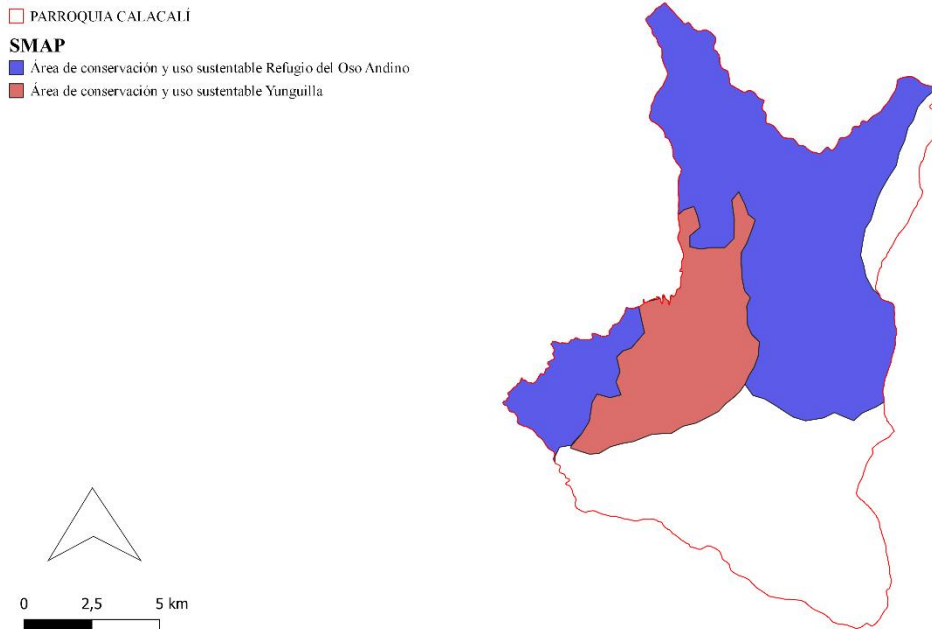 PARROQUIA CALACALÍ
SMAP
Área de conservación y uso sustentable Refugio del Oso Andino
Área de conservación y uso sustentable Yunguilla
0 2,5 5 km